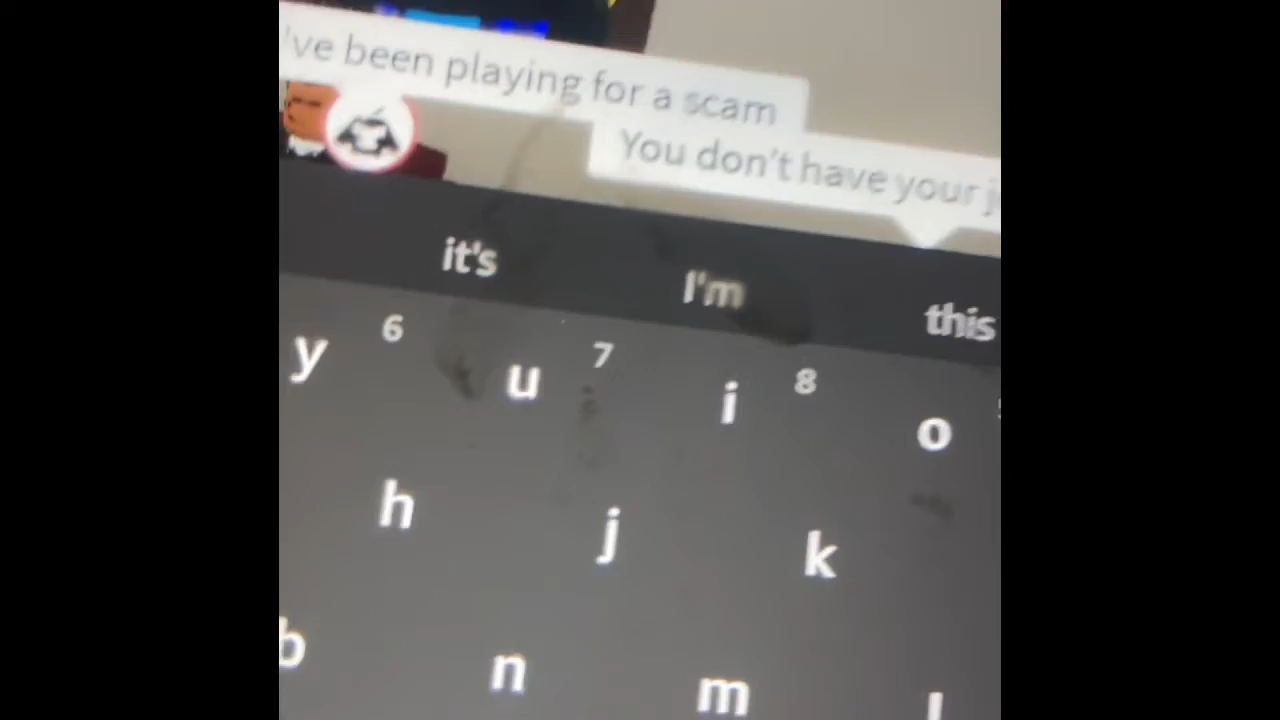 've been playing for a scam
You don't have your
it's I'm this
y 6 u 7 i 8 o
h j k
b n m